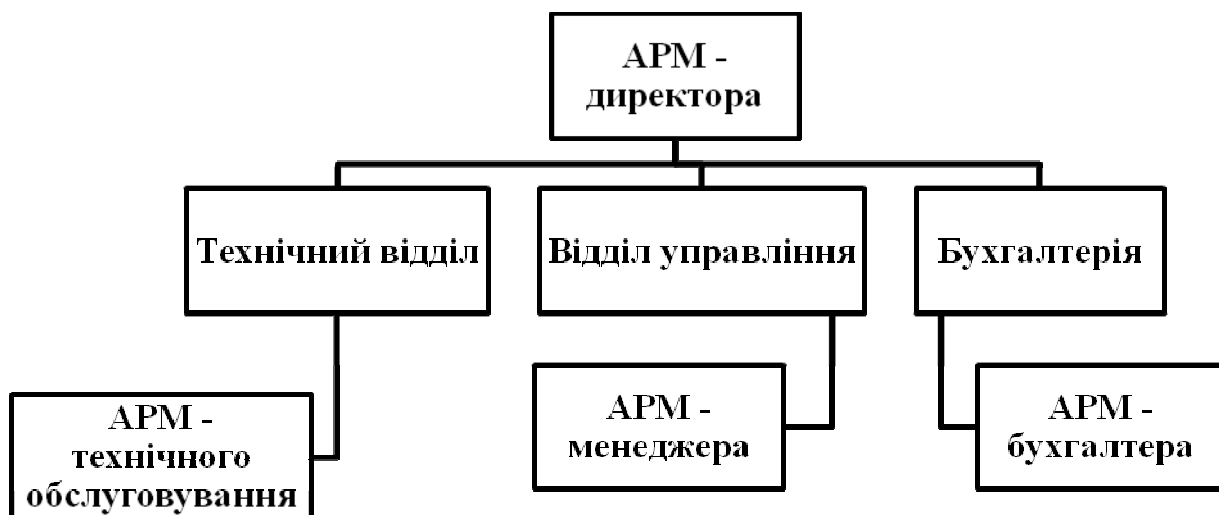 АРМ -
директора
Технічний відділ
Відділ управління
Бухгалтерія
АРМ -
технічного
обслуговування
АРМ -
менеджера
АРМ -
бухгалтера